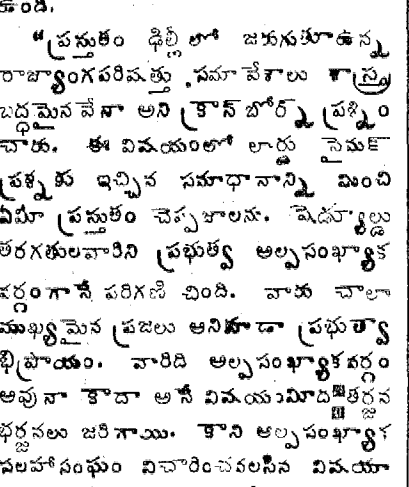 ఉంది.
“ప్రస్తుతం ఢిల్లీలో జరుగుతూఉన్న
రాజ్యాంగపరిషత్తు సమావేశాలు శాస్త్ర
బద్ధమైనవేనా అని క్రాన్‌బోర్న్ ప్రశ్నిం
చారు. ఈ విషయంలో లార్డు సైమన్
ప్రశ్నకు ఇచ్చిన సమాధానాన్ని మించి
ఏమీ ప్రస్తుతం చెప్పజాలను. షెడ్యూల్డు
తరగతులవారిని ప్రభుత్వ అల్పసంఖ్యాక
వర్గంగానే పరిగణిచింది. వారు చాలా
ముఖ్యమైన ప్రజలు అనికూడా ప్రభుత్వా
భిప్రాయం. వారిది అల్పసంఖ్యాకవర్గం
అవునా కాదా అనే విషయంమీద తర్జన
భర్జనలు జరిగాయి. కాని అల్పసంఖ్యాక
సలహాసంఘం విచారించవలసిన విషయా